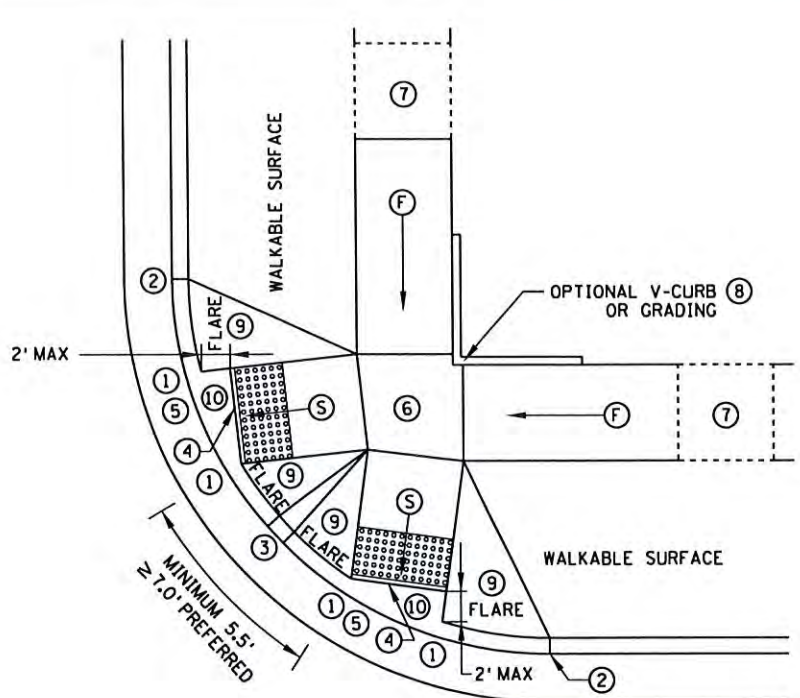 7
WALKABLE SURFACE
F
2
FLARE
9
OPTIONAL V-CURB 8
OR GRADING
2' MAX
1
5
10
S
6
F
7
4
1
FLARE
9
S
9
FLARE
3
WALKABLE SURFACE
9
FLARE
MINIMUM 5.5'
≥ 7.0' PREFERRED
1
5
4
10
1
2' MAX
2